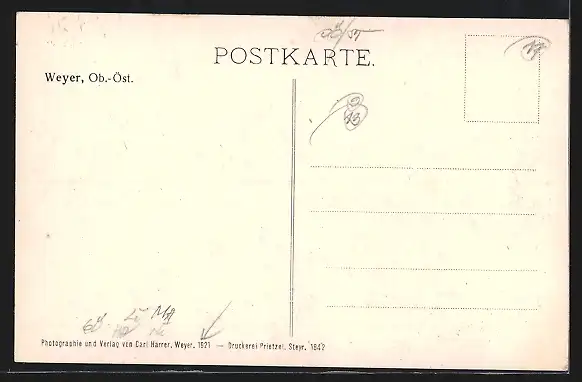 POSTKARTE.
Weyer, Ob.-Öst.
Photographie und Verlag von Carl Harrer, Weyer. 1921 — Druckerei Prietzel, Steyr. 1642